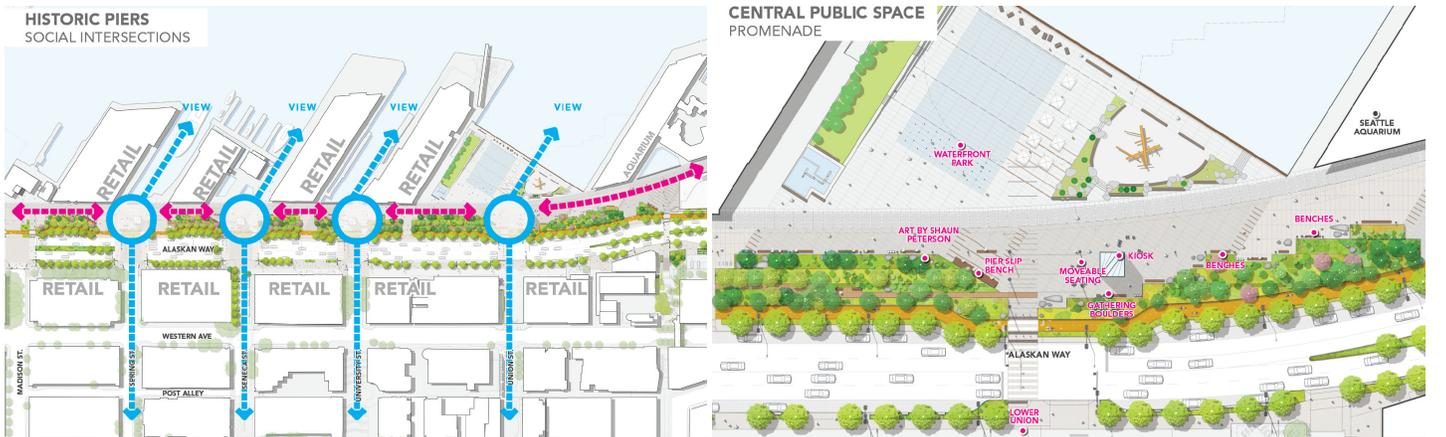 HISTORIC PIERS
SOCIAL INTERSECTIONS
VIEW
VIEW
VIEW
VIEW
RETAIL
RETAIL
RETAIL
RETAIL
AQUARIUM
ALASKAN WAY
RETAIL
RETAIL
RETAIL
RETAIL
RETAIL
WESTERN AVE
MADISON ST.
SPRING ST.
SENECA ST.
UNIVERSITY ST.
UNION ST.
POST ALLEY
CENTRAL PUBLIC SPACE
PROMENADE
SEATTLE
AQUARIUM
WATERFRONT
PARK
BENCHES
ART BY SHAUN
PETERSON
PIER SLIP
BENCH
KIOSK
MOVEABLE
SEATING
BENCHES
GATHERING
BOULDERS
ALASKAN WAY
LOWER
UNION